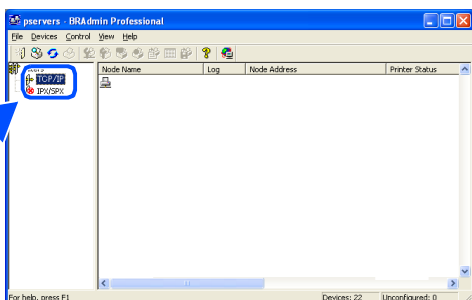 pservers - BRAdmin Professional
File Devices Control View Help
Node Name Log Node Address Printer Status
TCP/IP
IPX/SPX
For help, press F1 Devices: 22 Unconfigured: 0